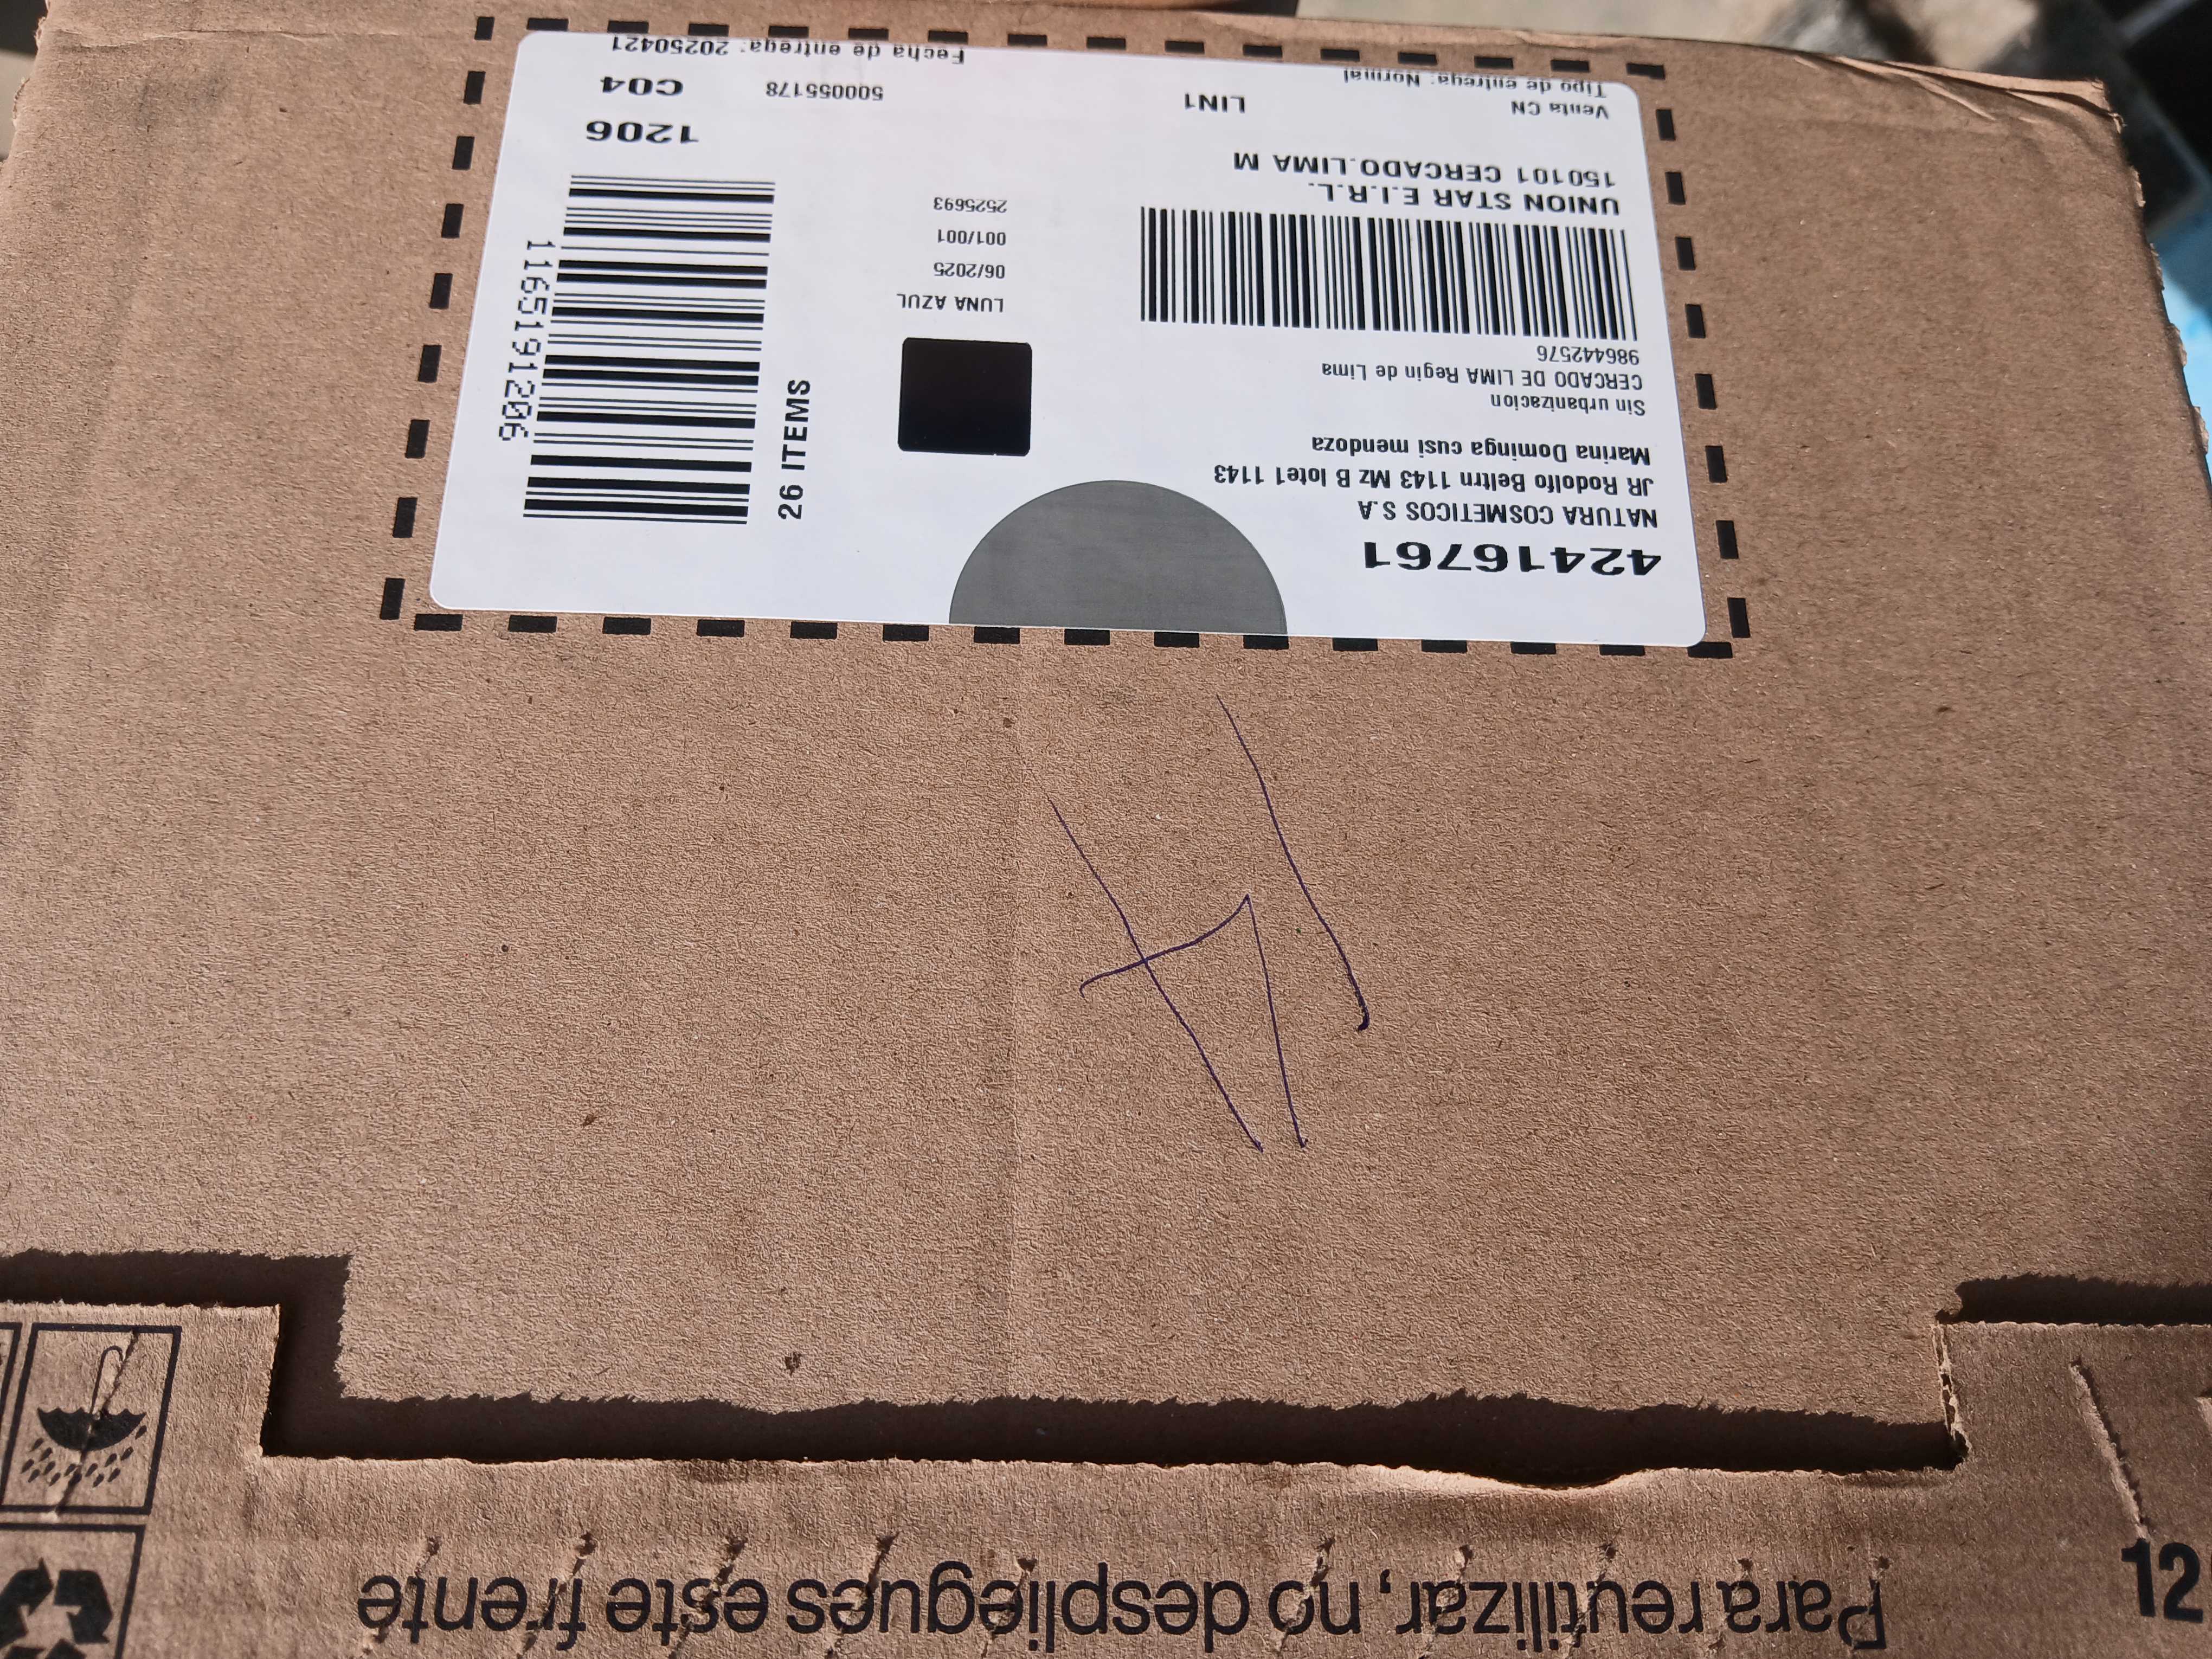 42416761
NATURA COSMETICOS S.A
JR Rodolfo Beltrn 1143 Mz B lote1 1143
Marina Dominga cusi mendoza
Sin urbanizacion
CERCADO DE LIMA Regin de Lima
986442576
UNION STAR E.I.R.L.
150101 CERCADO.LIMA M
Venta CN
LIN1
Tipo de entrega: Normal
LUNA AZUL
06/2025
001/001
2525693
500055178
Fecha de entrega: 20250421
26 ITEMS
1165191206
1206
C04
Para reutilizar, no despliegues este frente
12